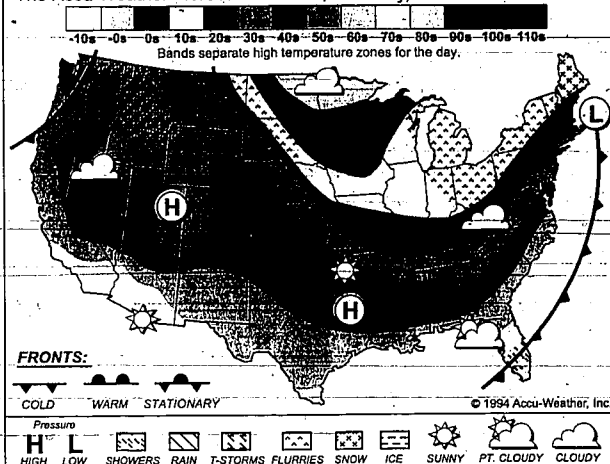 -10s -0s 0s 10s 20s 30s 40s 50s 60s 70s 80s 90s 100s 110s
Bands separate high temperature zones for the day.
L
H
H
FRONTS:
COLD WARM STATIONARY
© 1994 Accu-Weather, Inc.
Pressure
H L
HIGH LOW SHOWERS RAIN T-STORMS FLURRIES SNOW ICE SUNNY PT. CLOUDY CLOUDY